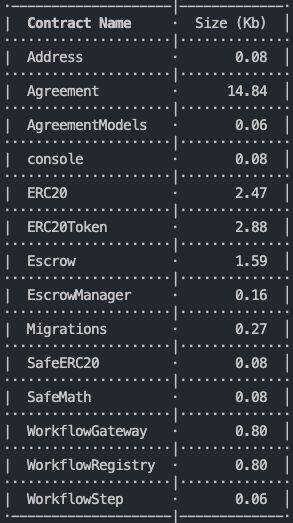 Contract Name · Size (Kb)
Address · 0.08
Agreement · 14.84
AgreementModels · 0.06
console · 0.08
ERC20 · 2.47
ERC20Token · 2.88
Escrow · 1.59
EscrowManager · 0.16
Migrations · 0.27
SafeERC20 · 0.08
SafeMath · 0.08
WorkflowGateway · 0.80
WorkflowRegistry · 0.80
WorkflowStep · 0.06